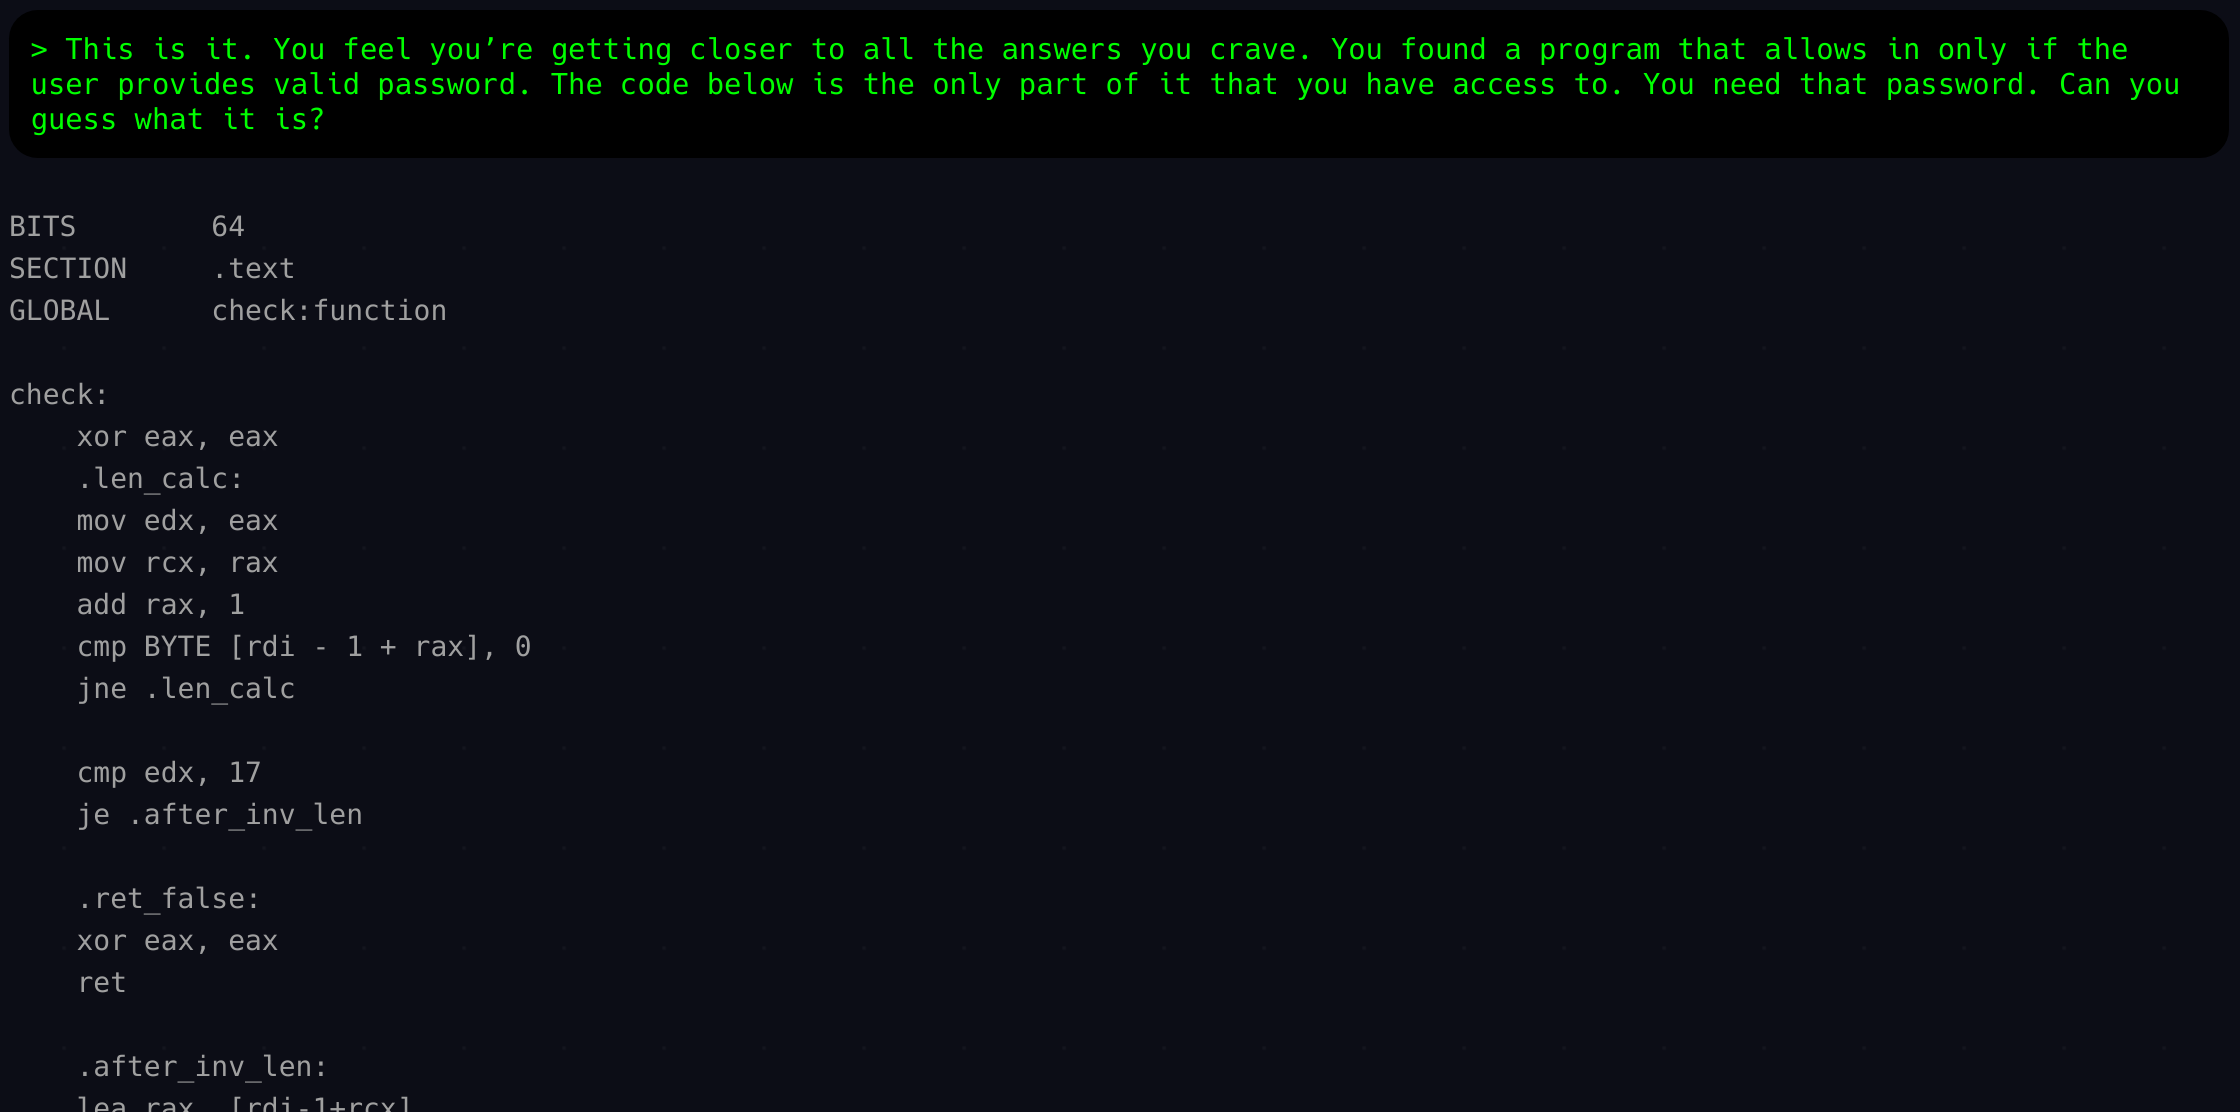 > This is it. You feel you’re getting closer to all the answers you crave. You found a program that allows in only if the
user provides valid password. The code below is the only part of it that you have access to. You need that password. Can you
guess what it is?
BITS 64
SECTION .text
GLOBAL check:function
check:
xor eax, eax
.len_calc:
mov edx, eax
mov rcx, rax
add rax, 1
cmp BYTE [rdi - 1 + rax], 0
jne .len_calc
cmp edx, 17
je .after_inv_len
.ret_false:
xor eax, eax
ret
.after_inv_len:
lea rax, [rdi-1+rcx]